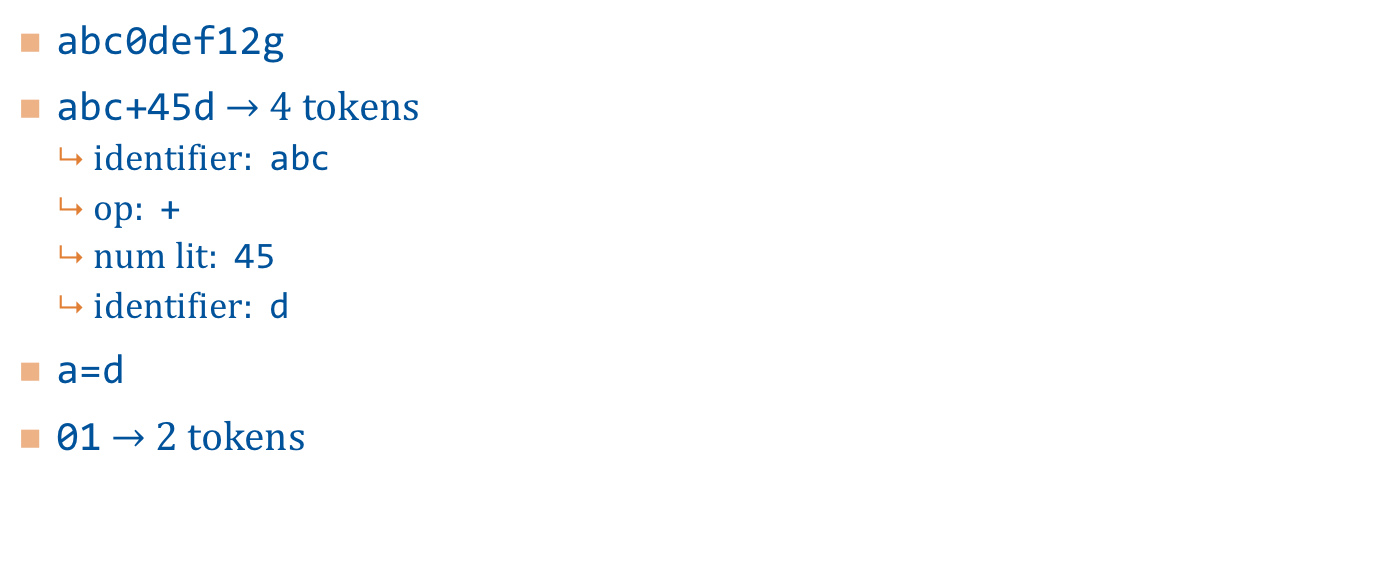 ■ abc0def12g
■ abc+45d → 4 tokens
↳ identifier: abc
↳ op: +
↳ num lit: 45
↳ identifier: d
■ a=d
■ 01 → 2 tokens